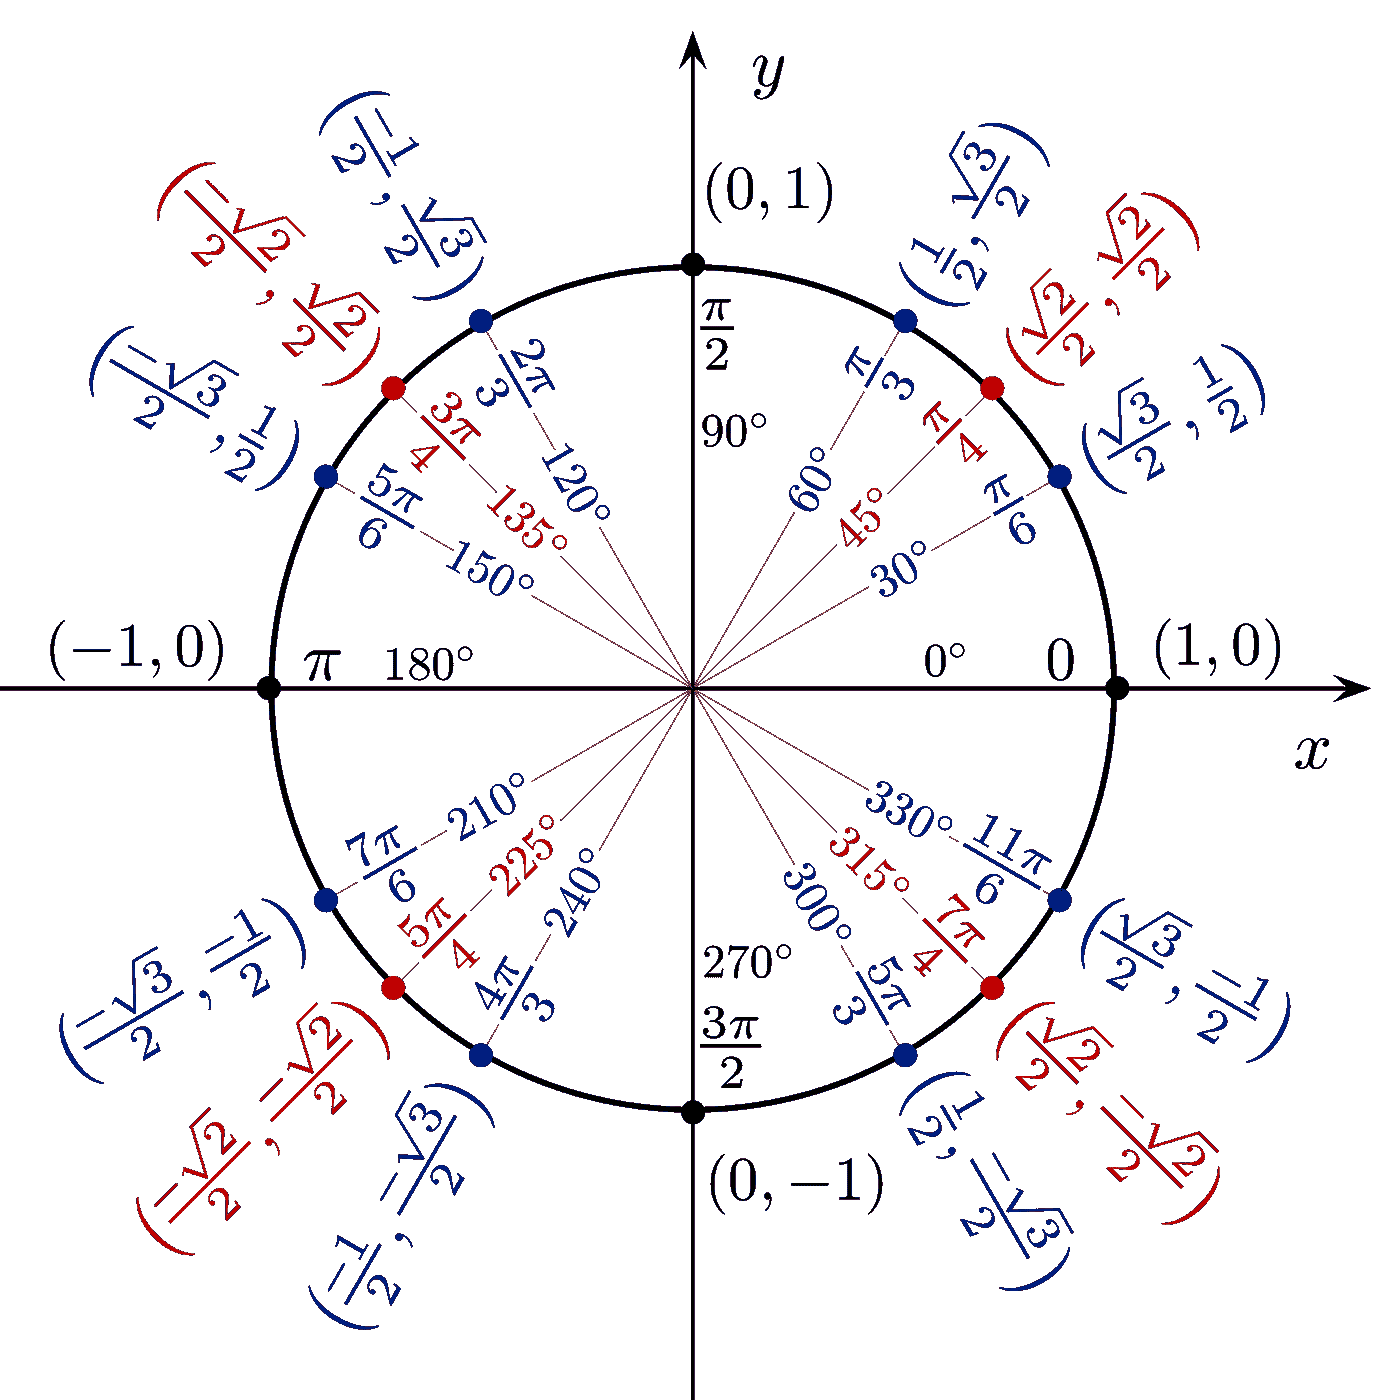 y
(0, 1)
(-1/2, √3/2)
(-√2/2, √2/2)
(-√3/2, 1/2)
(1/2, √3/2)
(√2/2, √2/2)
(√3/2, 1/2)
π/2
90°
2π/3
120°
3π/4
135°
5π/6
150°
π/3
60°
π/4
45°
π/6
30°
(−1, 0)
π 180°
0° 0
(1, 0)
x
7π/6
210°
5π/4
225°
4π/3
240°
270°
3π/2
300°
5π/3
315°
7π/4
330°
11π/6
(-√3/2, -1/2)
(-√2/2, -√2/2)
(-1/2, -√3/2)
(0, −1)
(√3/2, -1/2)
(√2/2, -√2/2)
(1/2, -√3/2)